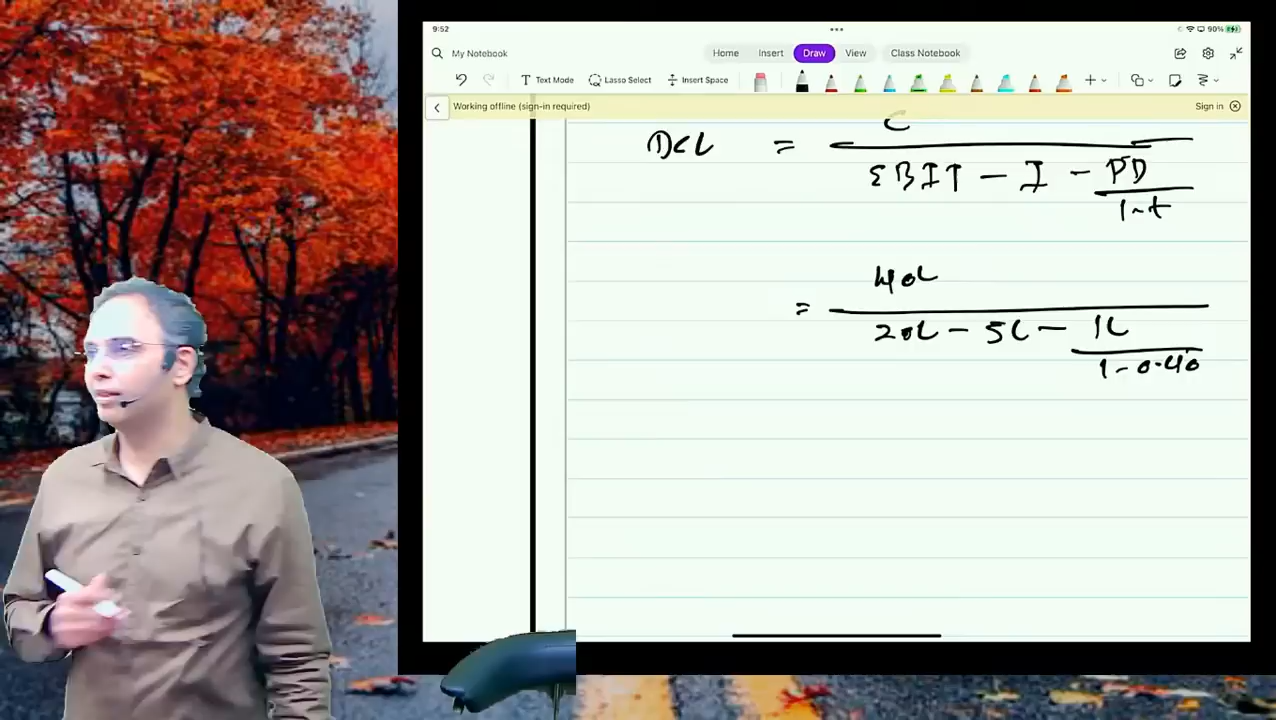 9:52 90%
My Notebook Home Insert Draw View Class Notebook
Text Mode Lasso Select Insert Space
Working offline (sign-in required) Sign in
C
DCL = EBIT - I - PD
1-t
40L
= 20L - 5L - 1L
1-0.40